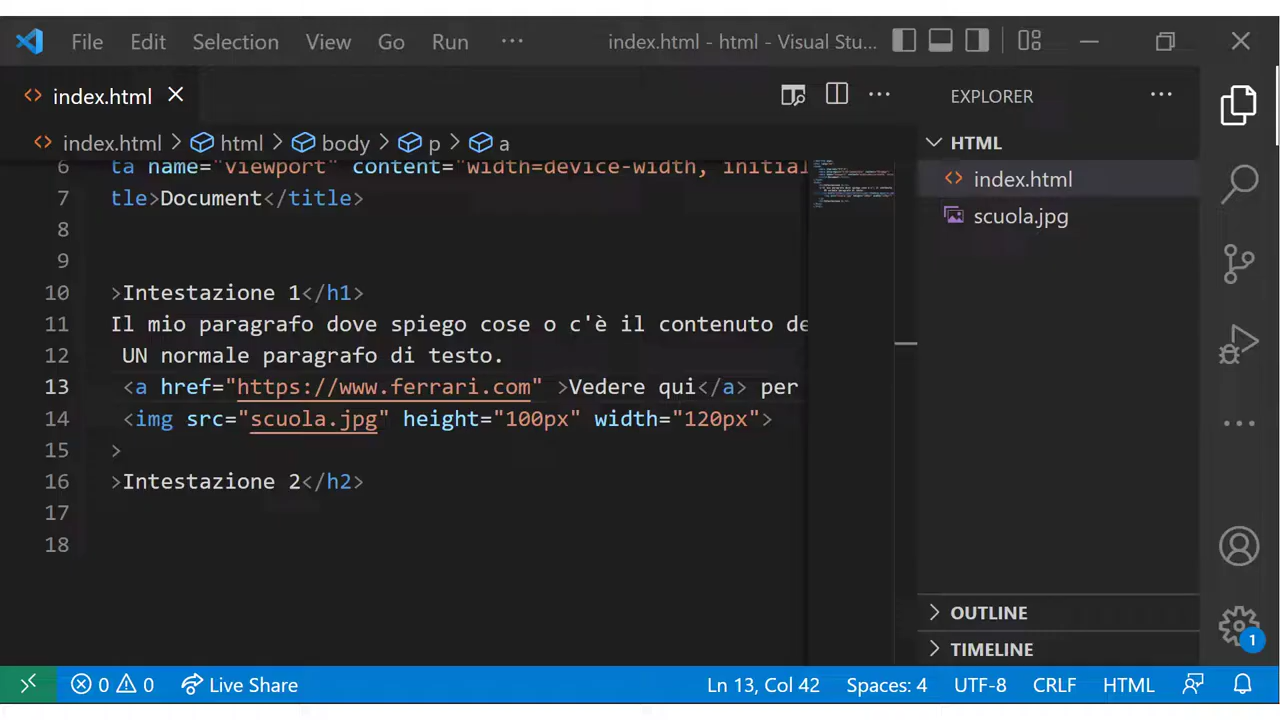 File Edit Selection View Go Run ··· index.html - html - Visual Stu...
index.html
EXPLORER
index.html > html > body > p > a
HTML
index.html
scuola.jpg
6 ta name="viewport" content="width=device-width, initial
7 tle>Document</title>
8
9
10 >Intestazione 1</h1>
11 Il mio paragrafo dove spiego cose o c'è il contenuto de
12 UN normale paragrafo di testo.
13 <a href="https://www.ferrari.com" >Vedere qui</a> per
14 <img src="scuola.jpg" height="100px" width="120px">
15 >
16 >Intestazione 2</h2>
17
18
OUTLINE
TIMELINE
1
0 0 Live Share Ln 13, Col 42 Spaces: 4 UTF-8 CRLF HTML